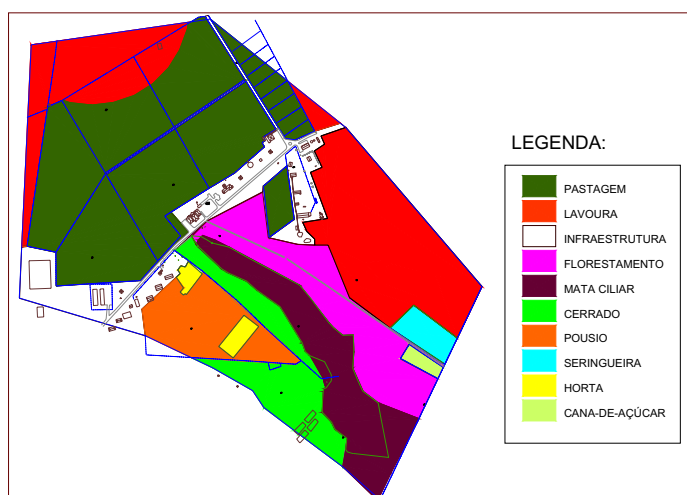 LEGENDA:
PASTAGEM
LAVOURA
INFRAESTRUTURA
FLORESTAMENTO
MATA CILIAR
CERRADO
POUSIO
SERINGUEIRA
HORTA
CANA-DE-AÇÚCAR